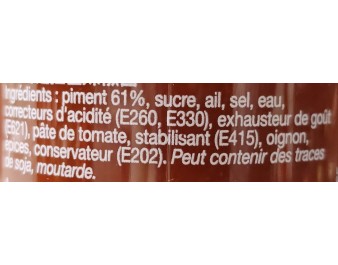 Ingrédients : piment 61%, sucre, ail, sel, eau,
correcteurs d'acidité (E260, E330), exhausteur de goût
(E621), pâte de tomate, stabilisant (E415), oignon,
épices, conservateur (E202). Peut contenir des traces
de soja, moutarde.